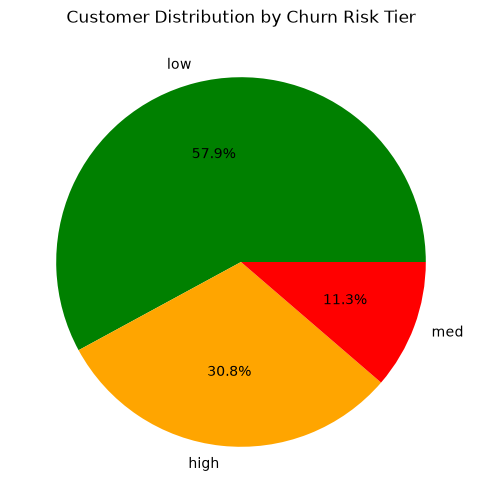 Customer Distribution by Churn Risk Tier
low
57.9%
11.3%
med
30.8%
high